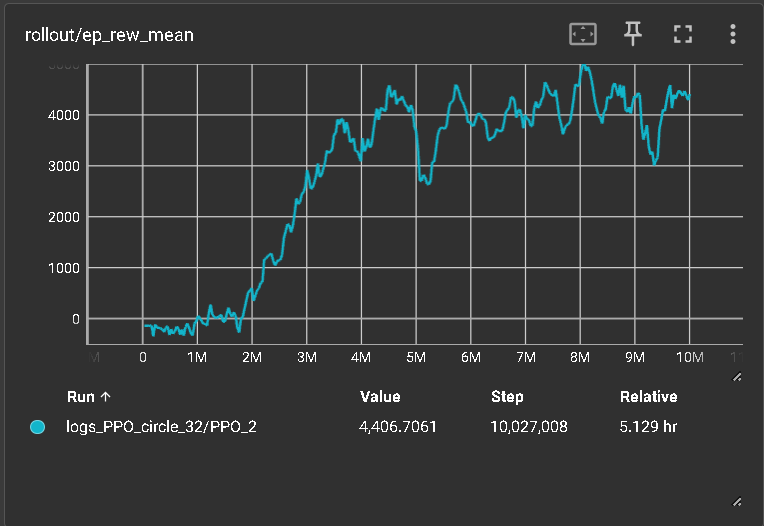 rollout/ep_rew_mean
5000
4000
3000
2000
1000
0
M 0 1M 2M 3M 4M 5M 6M 7M 8M 9M 10M
Run ↑ Value Step Relative
logs_PPO_circle_32/PPO_2 4,406.7061 10,027,008 5.129 hr